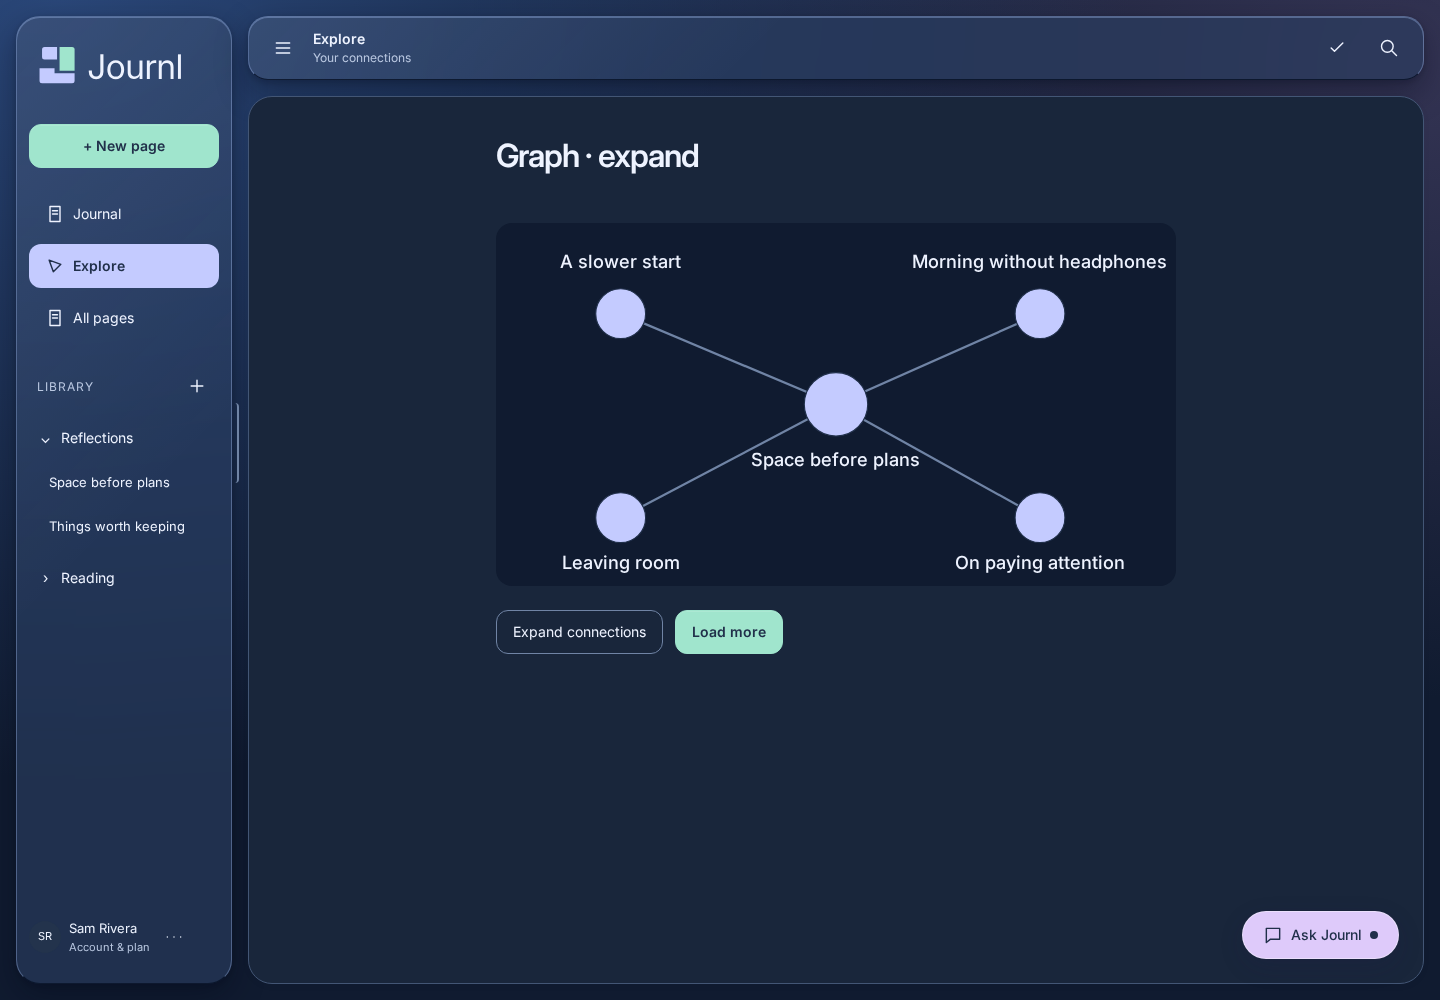 Journl
+ New page
Journal
Explore
All pages
LIBRARY
Reflections
Space before plans
Things worth keeping
Reading
SR
Sam Rivera
Account & plan
...
Explore
Your connections
Graph · expand
A slower start
Morning without headphones
Space before plans
Leaving room
On paying attention
Expand connections
Load more
Ask Journl